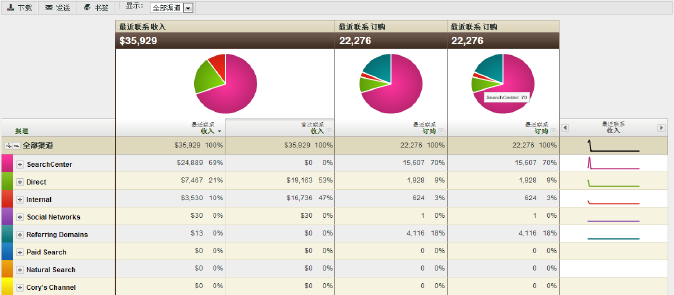 下载 发送 书签 显示: 全部渠道
最近联系 收入 最近联系 订购 最近联系 订购
$35,929 22,276 22,276
SearchCenter: 70
渠道 最近联系 收入 首次联系 收入 最近联系 订购 最近联系 订购 最近联系 收入
全部渠道 $35,929 100% $35,929 100% 22,276 100% 22,276 100%
SearchCenter $24,889 69% $0 0% 15,607 70% 15,607 70%
Direct $7,467 21% $19,163 53% 1,928 9% 1,928 9%
Internal $3,530 10% $16,736 47% 624 3% 624 3%
Social Networks $30 0% $30 0% 1 0% 1 0%
Referring Domains $13 0% $0 0% 4,116 18% 4,116 18%
Paid Search $0 0% $0 0% 0 0% 0 0%
Natural Search $0 0% $0 0% 0 0% 0 0%
Cory's Channel $0 0% $0 0% 0 0% 0 0%